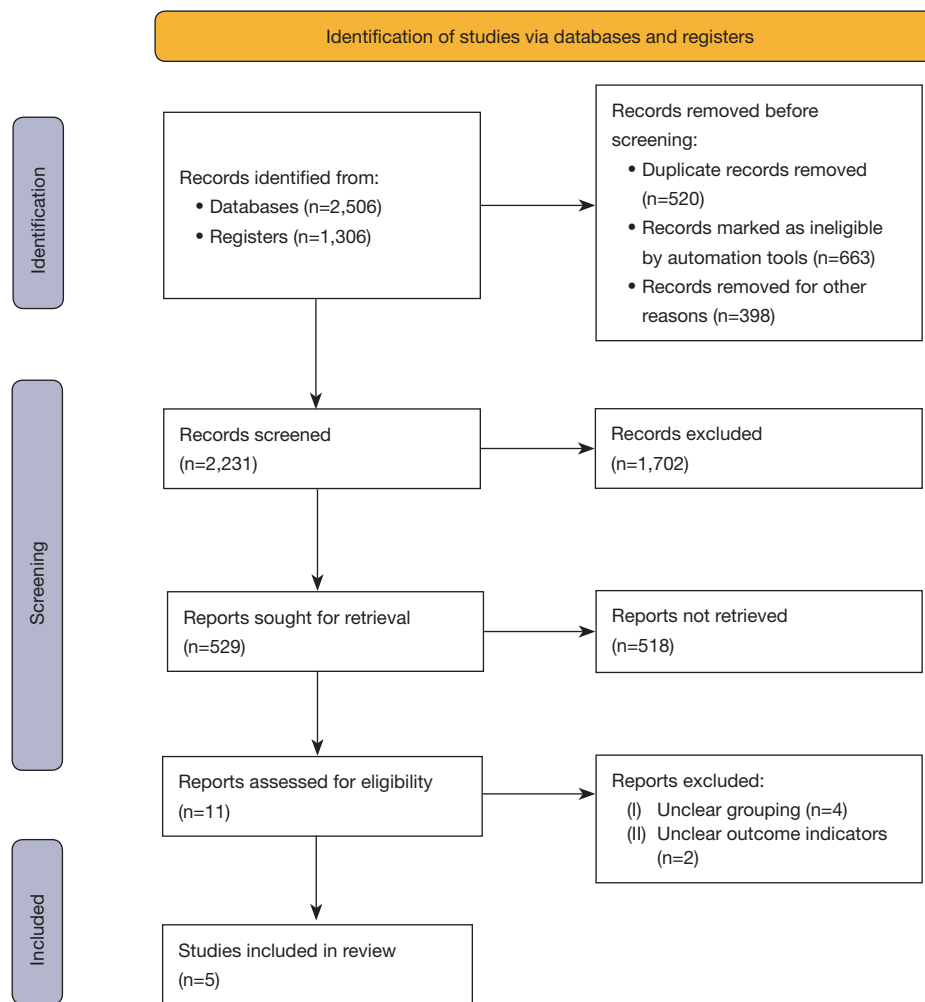 Identification of studies via databases and registers
Identification
Records identified from:
• Databases (n=2,506)
• Registers (n=1,306)
Records removed before
screening:
• Duplicate records removed
(n=520)
• Records marked as ineligible
by automation tools (n=663)
• Records removed for other
reasons (n=398)
Screening
Records screened
(n=2,231)
Records excluded
(n=1,702)
Reports sought for retrieval
(n=529)
Reports not retrieved
(n=518)
Reports assessed for eligibility
(n=11)
Reports excluded:
(I) Unclear grouping (n=4)
(II) Unclear outcome indicators
(n=2)
Included
Studies included in review
(n=5)